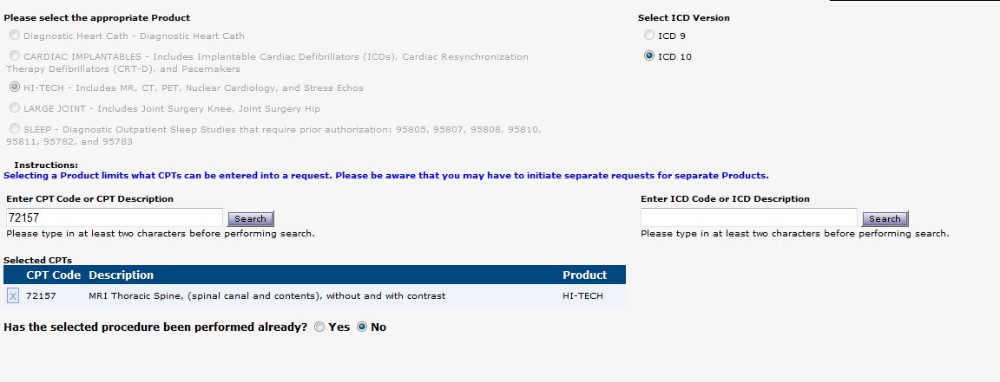 Please select the appropriate Product
Diagnostic Heart Cath - Diagnostic Heart Cath
CARDIAC IMPLANTABLES - Includes Implantable Cardiac Defibrillators (ICDs), Cardiac Resynchronization
Therapy Defibrillators (CRT-D), and Pacemakers
HI-TECH - Includes MR, CT, PET, Nuclear Cardiology, and Stress Echos
LARGE JOINT - Includes Joint Surgery Knee, Joint Surgery Hip
SLEEP - Diagnostic Outpatient Sleep Studies that require prior authorization: 95805, 95807, 95808, 95810,
95811, 95782, and 95783
Select ICD Version
ICD 9
ICD 10
Instructions:
Selecting a Product limits what CPTs can be entered into a request. Please be aware that you may have to initiate separate requests for separate Products.
Enter CPT Code or CPT Description
72157 Search
Please type in at least two characters before performing search.
Enter ICD Code or ICD Description
Search
Please type in at least two characters before performing search.
Selected CPTs
CPT Code Description Product
X 72157 MRI Thoracic Spine, (spinal canal and contents), without and with contrast HI-TECH
Has the selected procedure been performed already? Yes No